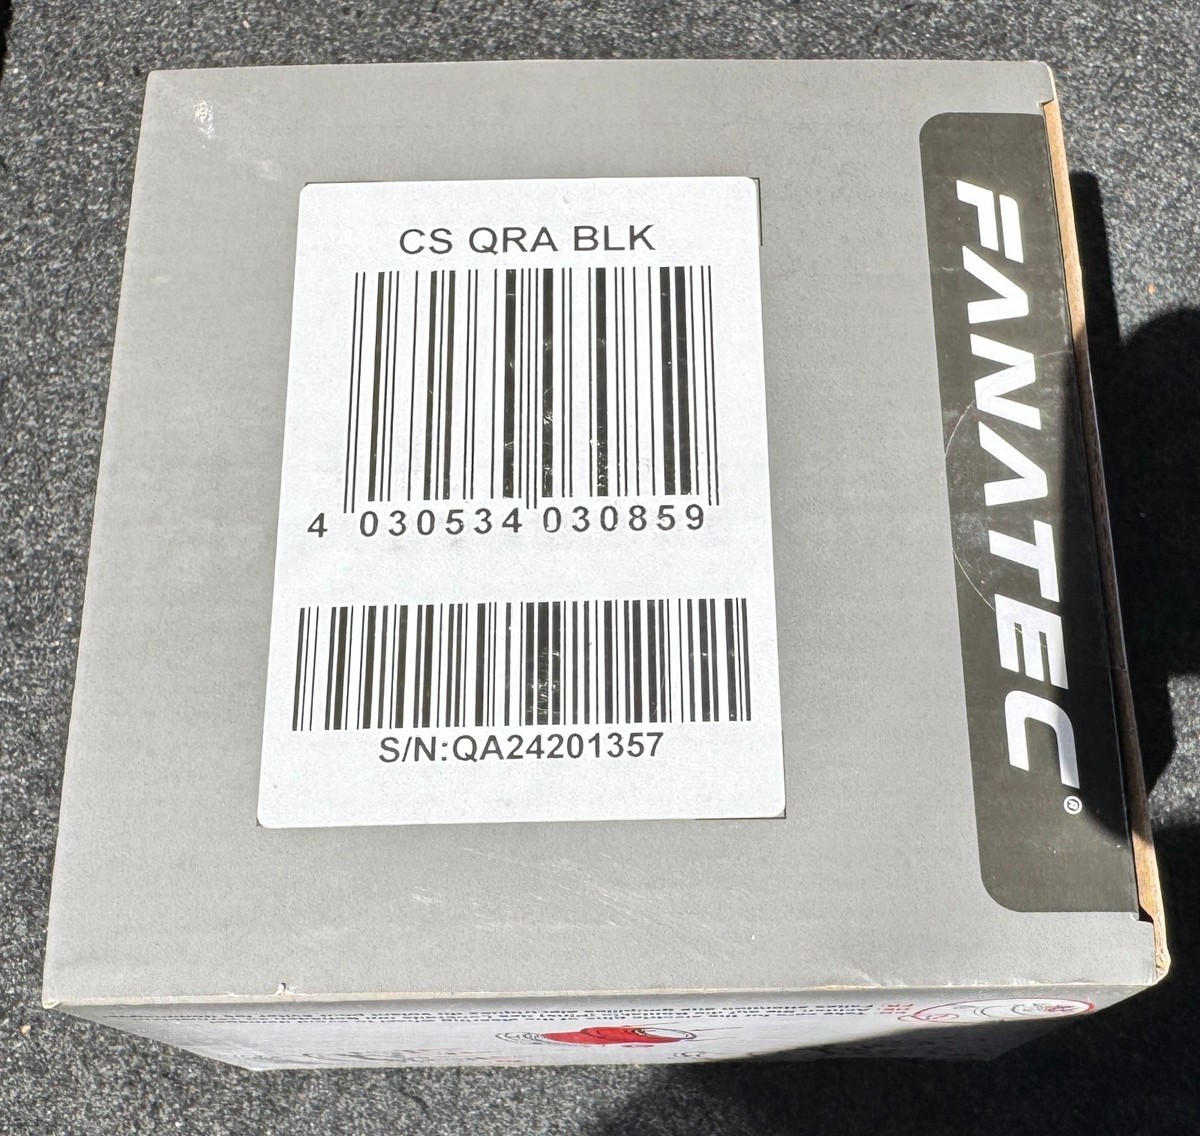 CS QRA BLK
4 030534 030859
S/N:QA24201357
FANATEC®